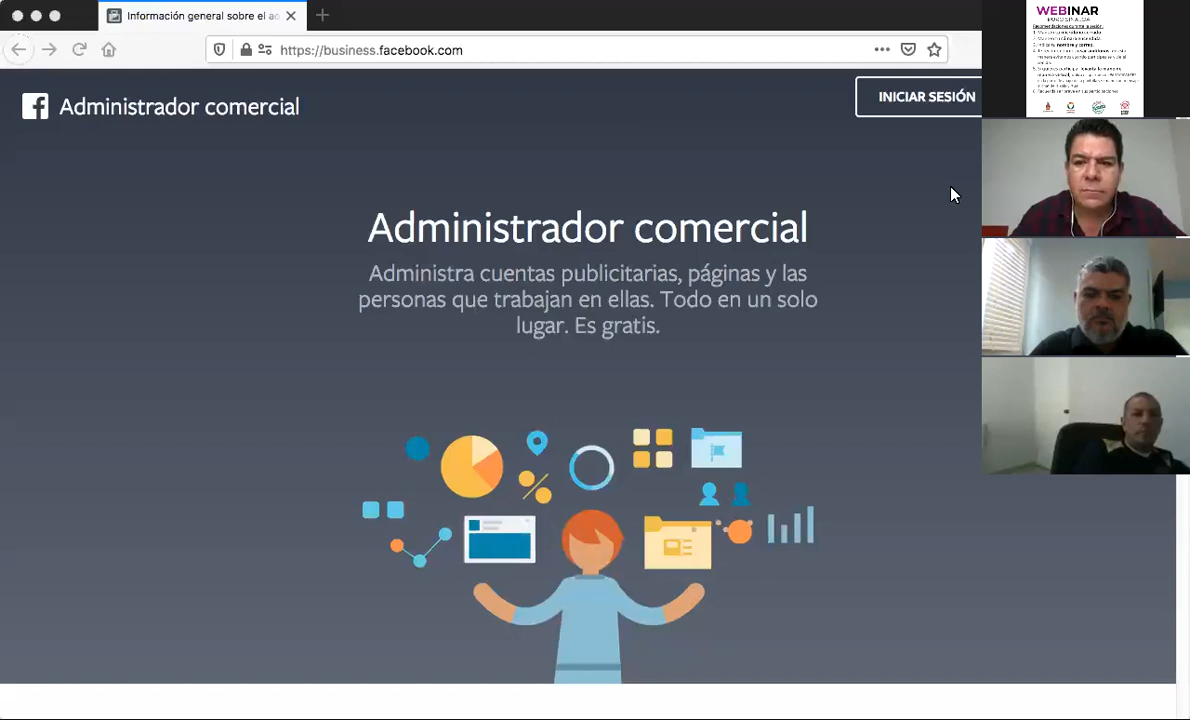 Información general sobre el ad
https://business.facebook.com
Administrador comercial
INICIAR SESIÓN
Administrador comercial
Administra cuentas publicitarias, páginas y las
personas que trabajan en ellas. Todo en un solo
lugar. Es gratis.
WEBINAR